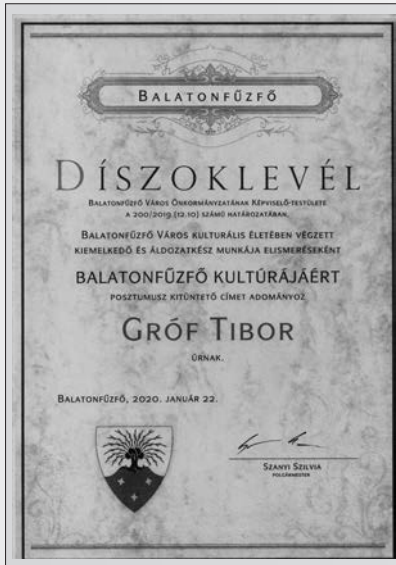 BALATONFŰZFŐ
DÍSZOKLEVÉL
BALATONFŰZFŐ VÁROS ÖNKORMÁNYZATÁNAK KÉPVISELŐ-TESTÜLETE
A 200/2019 (12.10) SZÁMÚ HATÁROZATÁBAN,
BALATONFŰZFŐ VÁROS KULTURÁLIS ÉLETÉBEN VÉGZETT
KIEMELKEDŐ ÉS ÁLDOZATKÉSZ MUNKÁJA ELISMERÉSEKÉNT
BALATONFŰZFŐ KULTÚRÁJÁÉRT
POSZTUMUSZ KITÜNTETŐ CÍMET ADOMÁNYOZ
GRÓF TIBOR
ÚRNAK.
BALATONFŰZFŐ, 2020. JANUÁR 22.
SZANYI SZILVIA
POLGÁRMESTER